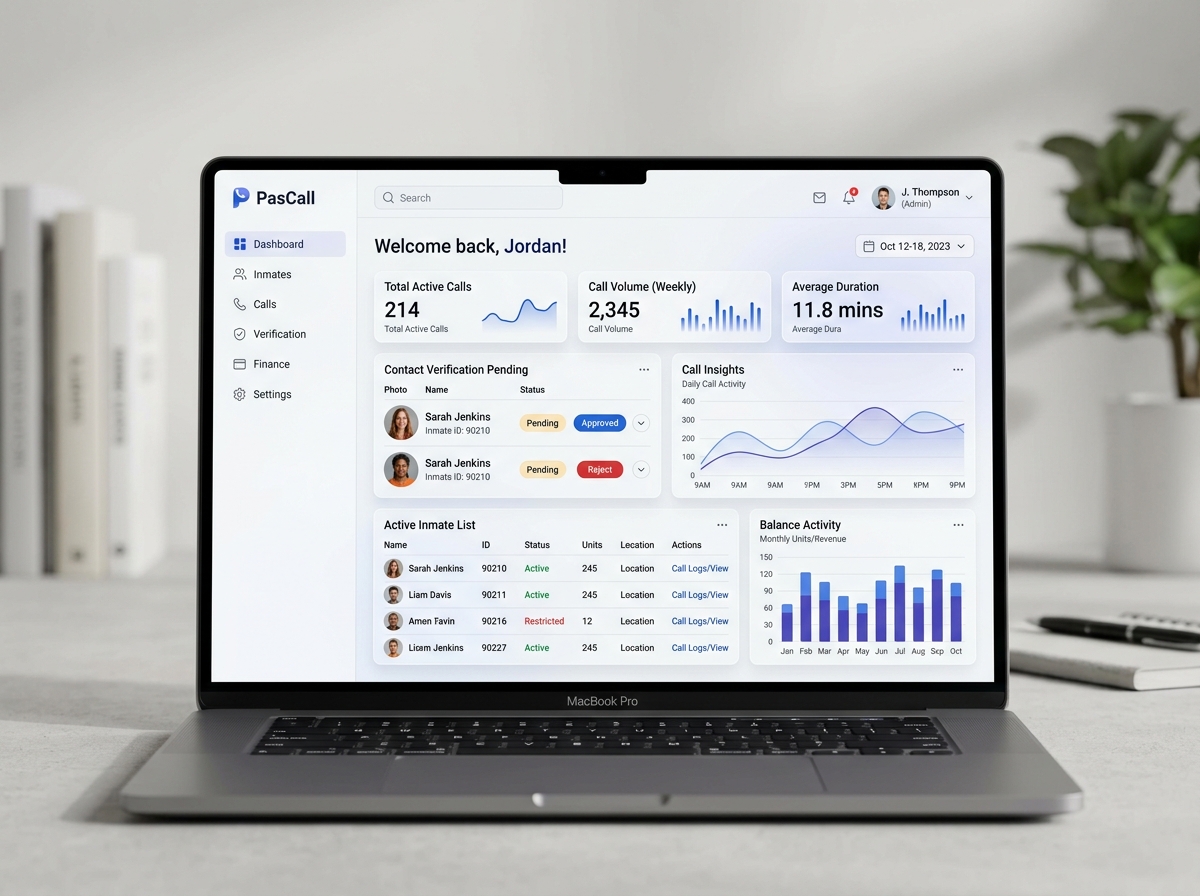 PasCall
Search
4
J. Thompson
(Admin)
Dashboard
Inmates
Calls
Verification
Finance
Settings
Welcome back, Jordan!
Oct 12-18, 2023
Total Active Calls
214
Total Active Calls
Call Volume (Weekly)
2,345
Call Volume
Average Duration
11.8 mins
Average Dura
Contact Verification Pending
Photo Name Status
Sarah Jenkins
Inmate ID: 90210
Pending Approved
Sarah Jenkins
Inmats ID: 90210
Pending Reject
Call Insights
Daily Call Activity
400
300
200
100
0
9AM 9AM 9AM 9PM 3PM 5PM 9PM
Active Inmate List
Name ID Status Units Location Actions
Sarah Jenkins 90210 Active 245 Location Call Logs/View
Liam Davis 90211 Active 245 Location Call Logs/View
Amen Favin 90216 Restricted 12 Location Call Logs/View
Licam Jenkins 90227 Active 245 Location Call Logs/View
Balance Activity
Monthly Units/Revenue
150
120
90
60
30
0
Jan Fsb Mar Apr May Jun Jul Aug Sep Oct
MacBook Pro